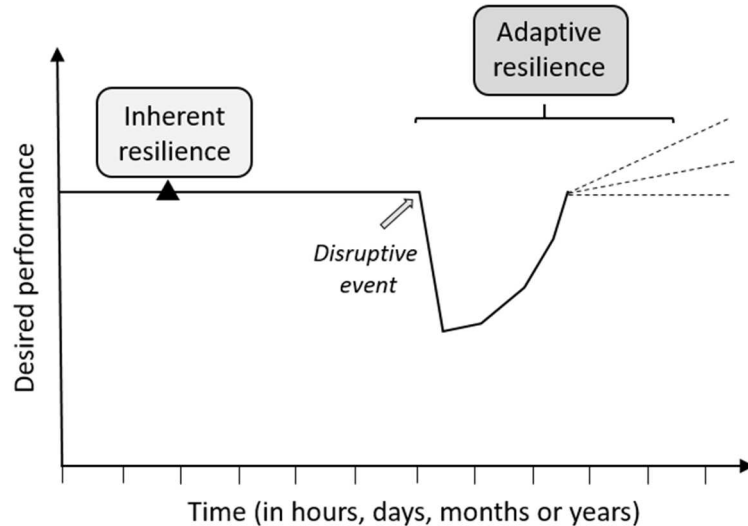 Adaptive
resilience
Inherent
resilience
Disruptive
event
Desired performance
Time (in hours, days, months or years)